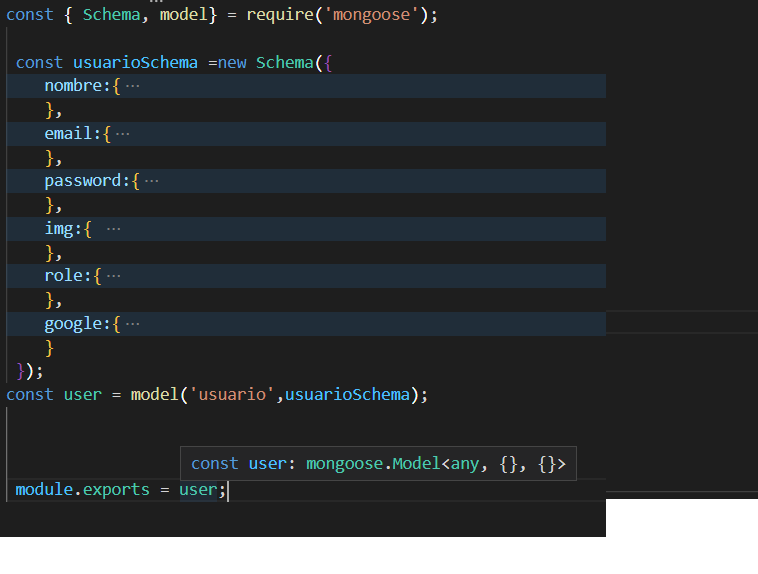 const { Schema, model} = require('mongoose');
const usuarioSchema =new Schema({
nombre:{ ···
},
email:{ ···
},
password:{ ···
},
img:{ ···
},
role:{ ···
},
google:{ ···
}
});
const user = model('usuario',usuarioSchema);
const user: mongoose.Model<any, {}, {}>
module.exports = user;